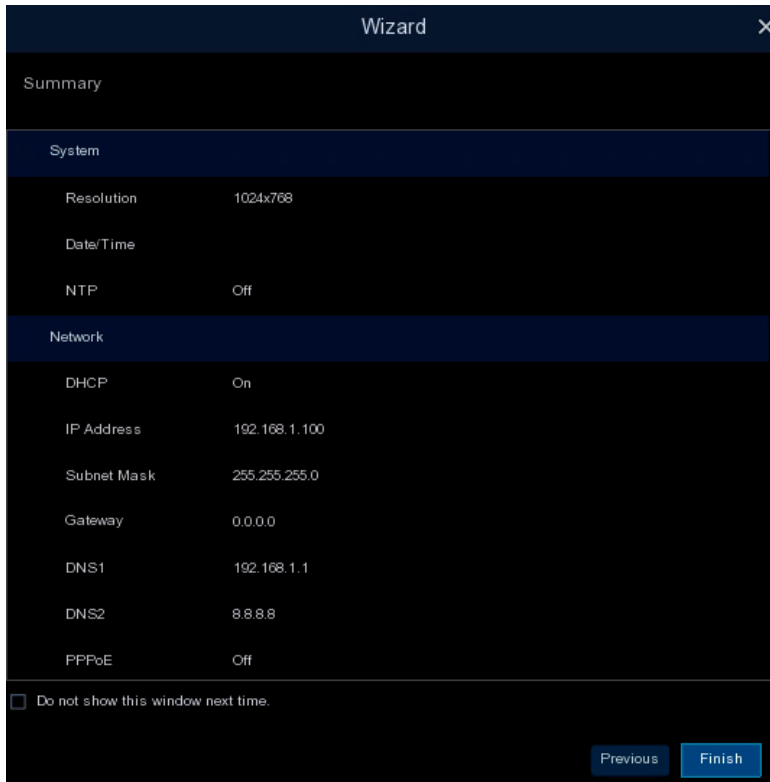 Wizard
Summary
System
Resolution 1024x768
Date/Time
NTP Off
Network
DHCP On
IP Address 192.168.1.100
Subnet Mask 255.255.255.0
Gateway 0.0.0.0
DNS1 192.168.1.1
DNS2 8.8.8.8
PPPoE Off
Do not show this window next time.
Previous Finish